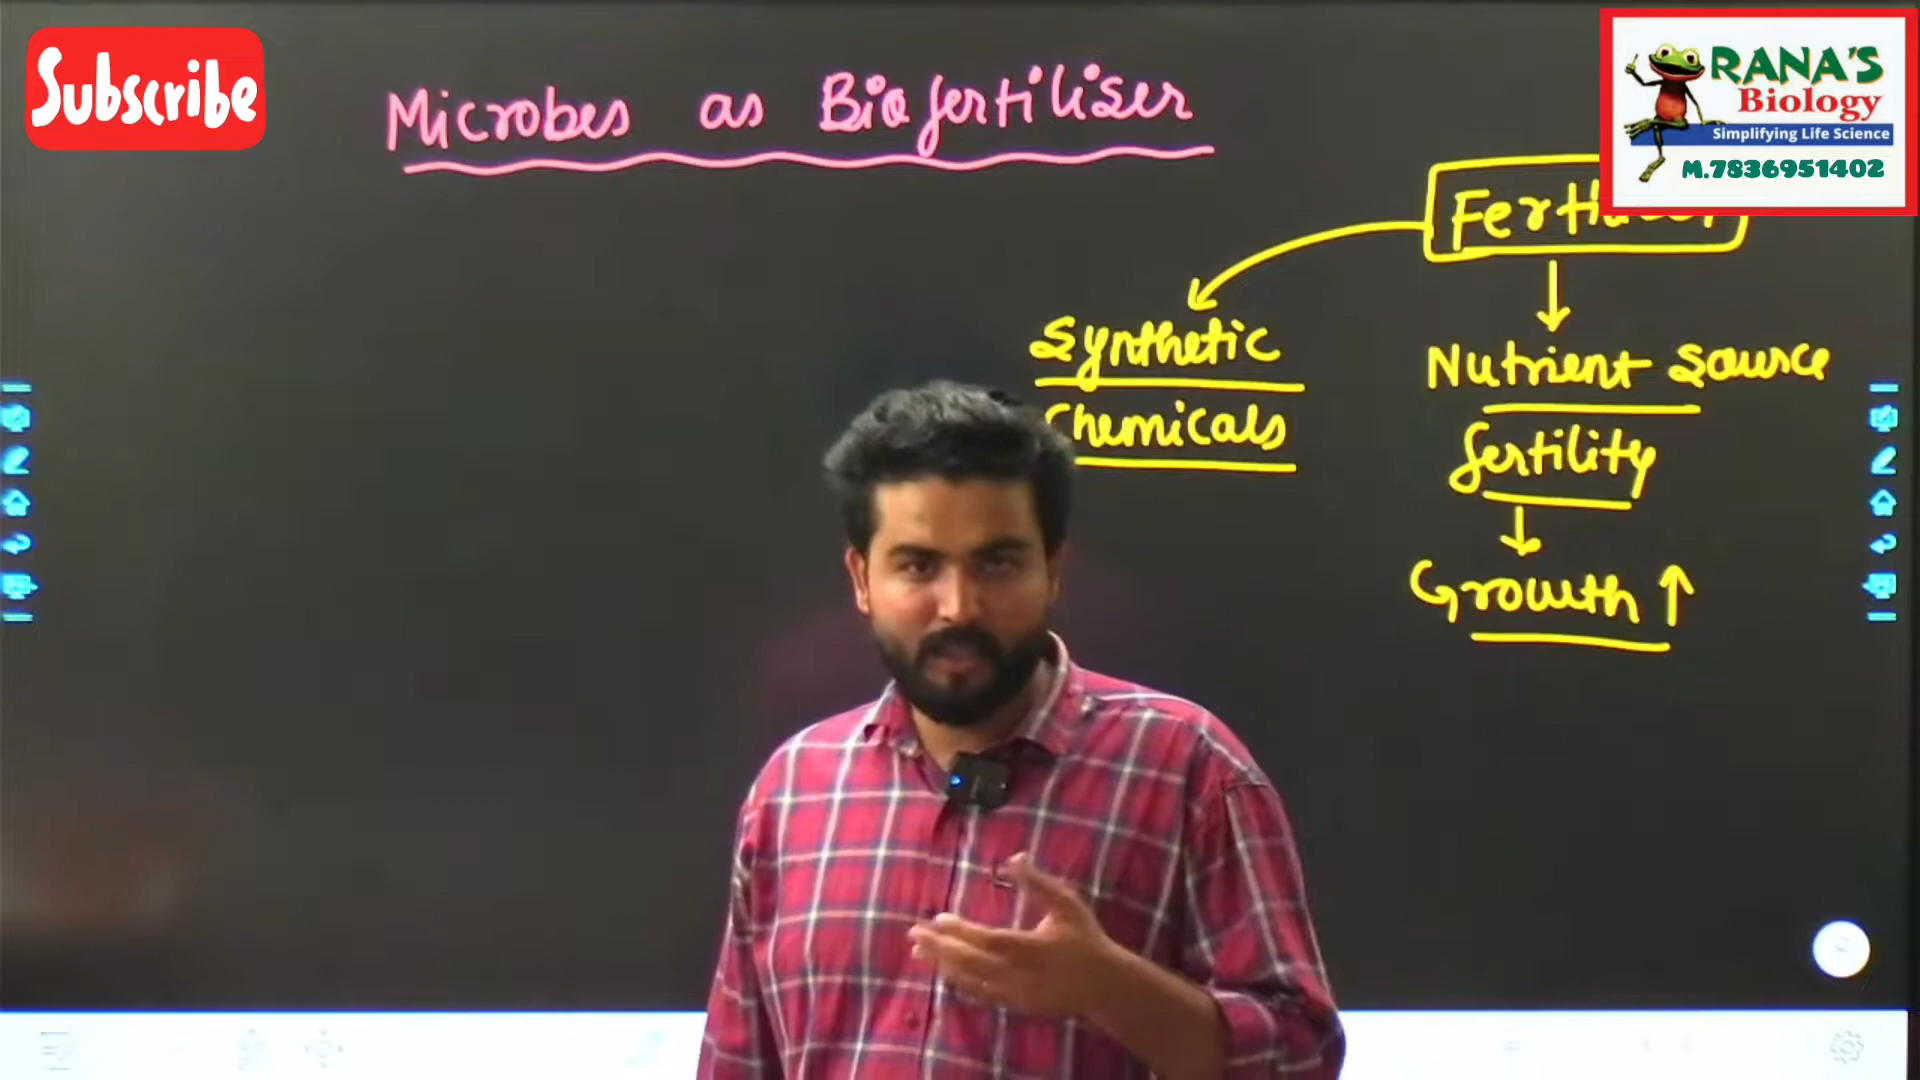 Subscribe
Microbes as Biofertiliser
RANA'S
Biology
Simplifying Life Science
M.7836951402
Synthetic
Chemicals
Nutrient Source
fertility
Growth ↑